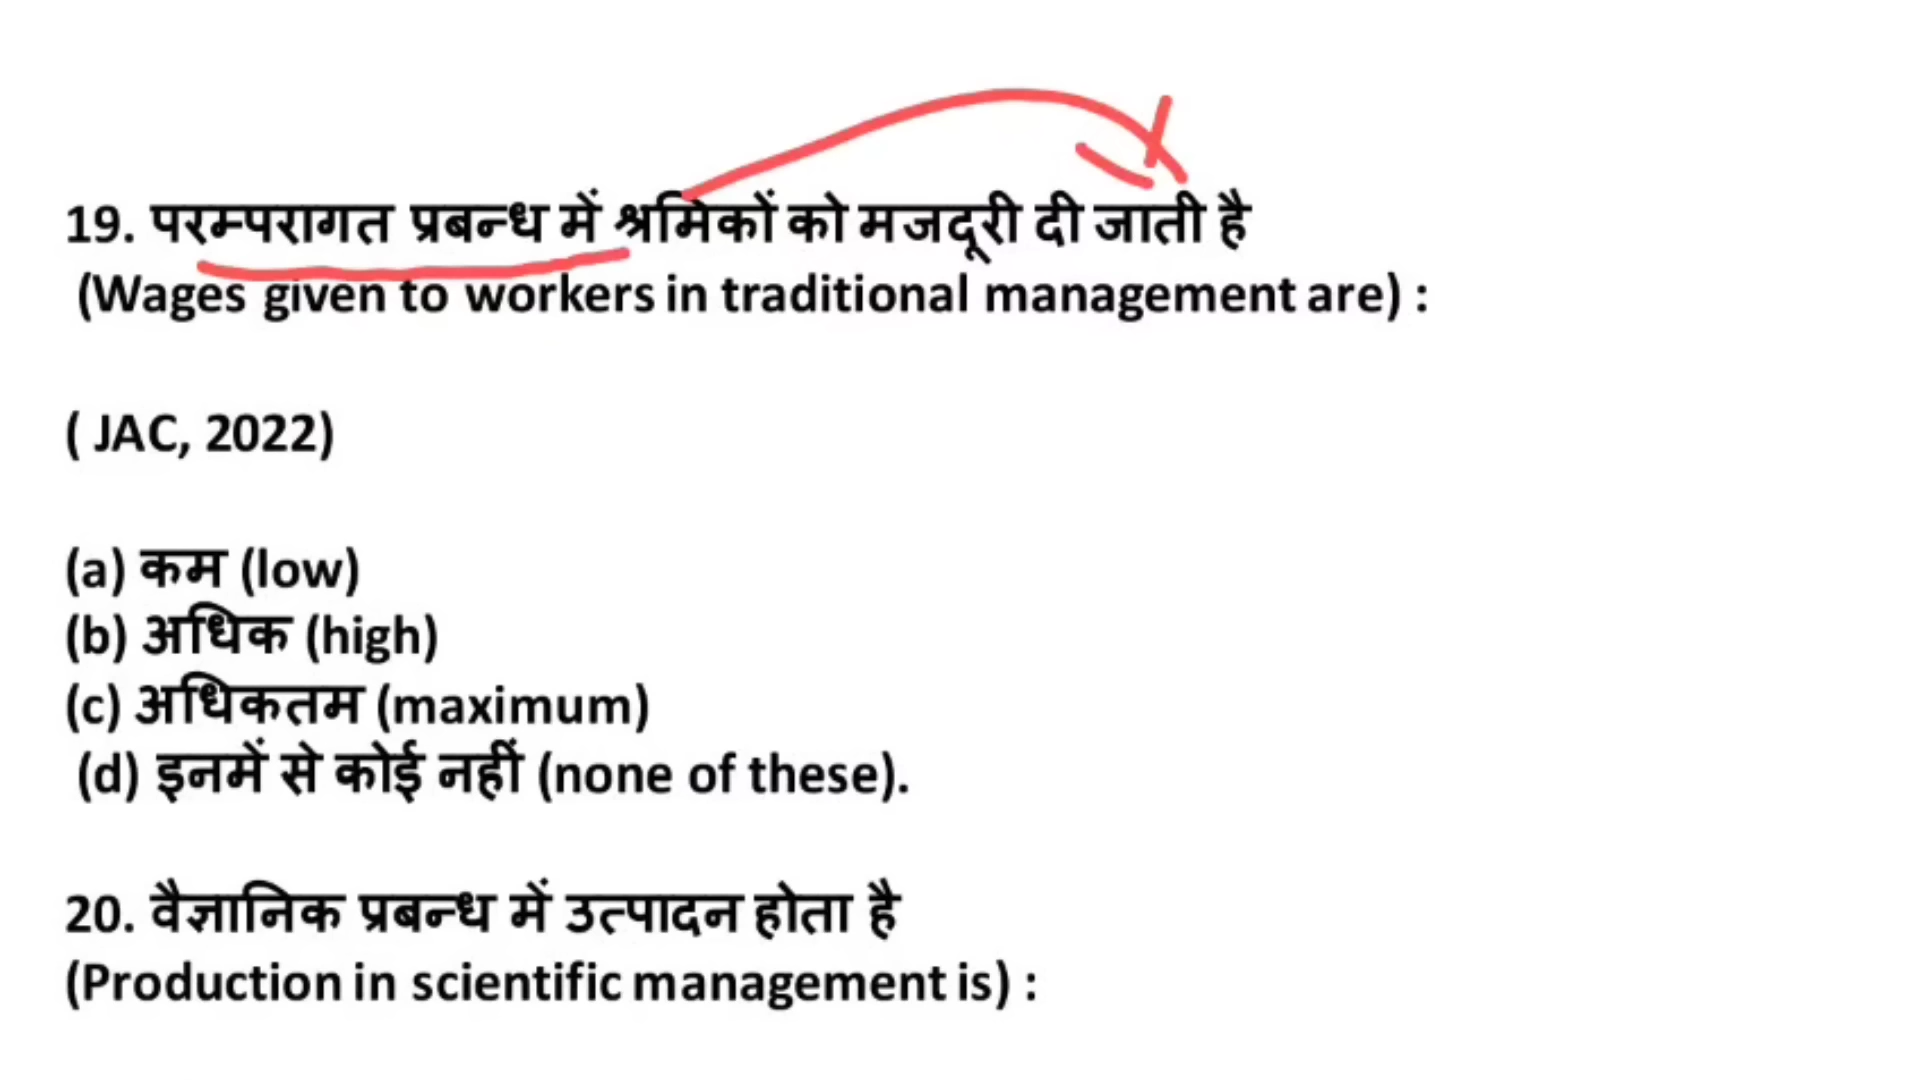 19. परम्परागत प्रबन्ध में श्रमिकों को मजदूरी दी जाती है
(Wages given to workers in traditional management are) :
( JAC, 2022)
(a) कम (low)
(b) अधिक (high)
(c) अधिकतम (maximum)
(d) इनमें से कोई नहीं (none of these).
20. वैज्ञानिक प्रबन्ध में उत्पादन होता है
(Production in scientific management is) :